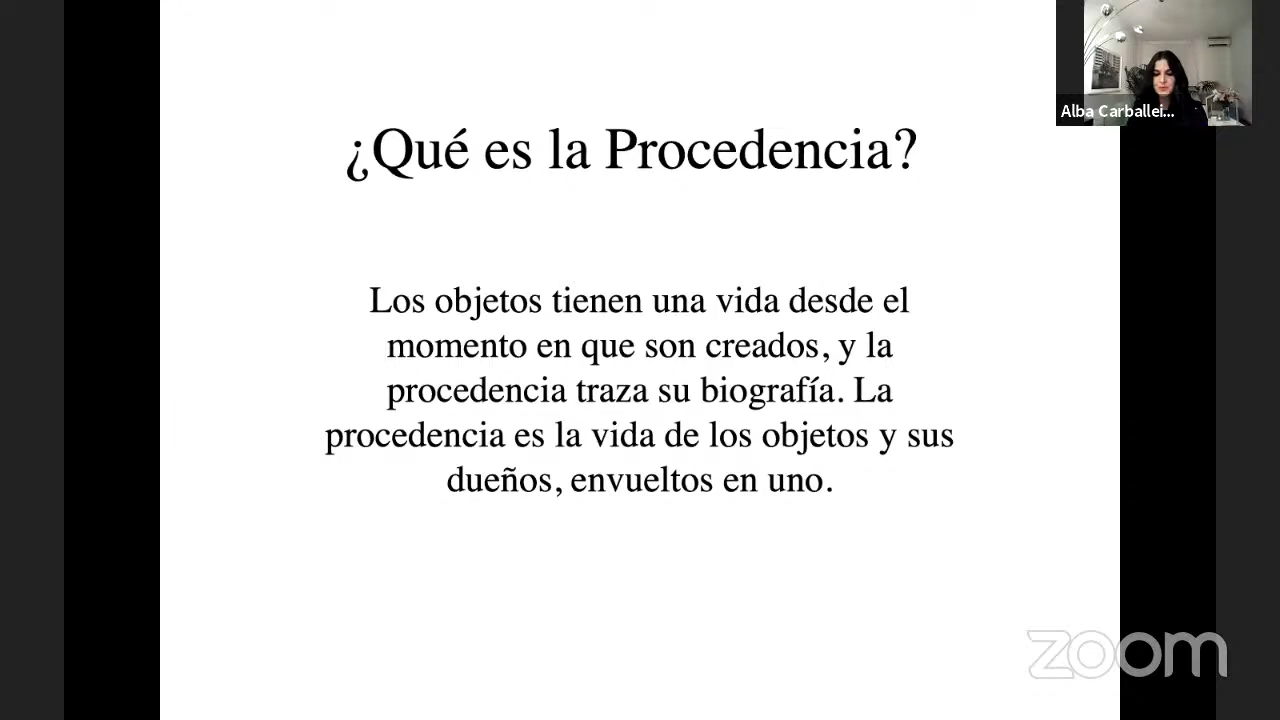 Alba Carballei...
¿Qué es la Procedencia?
Los objetos tienen una vida desde el
momento en que son creados, y la
procedencia traza su biografía. La
procedencia es la vida de los objetos y sus
dueños, envueltos en uno.
zoom